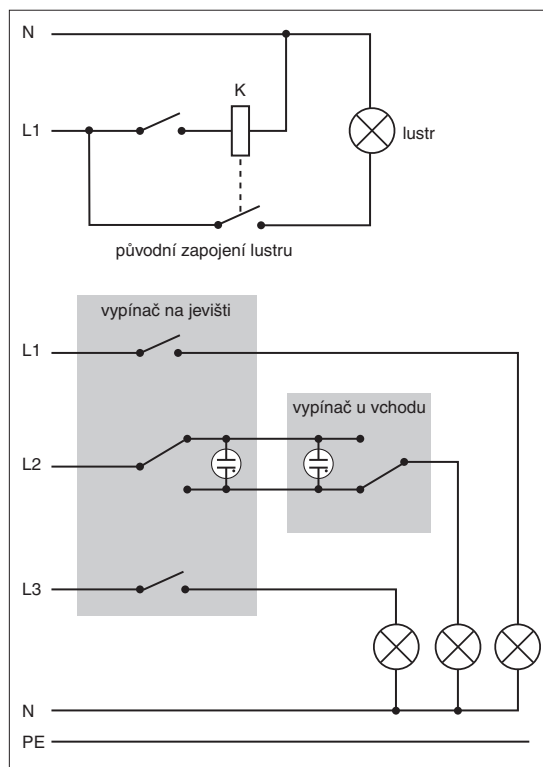 N
K
L1
lustr
původní zapojení lustru
vypínač na jevišti
L1
vypínač u vchodu
L2
L3
N
PE